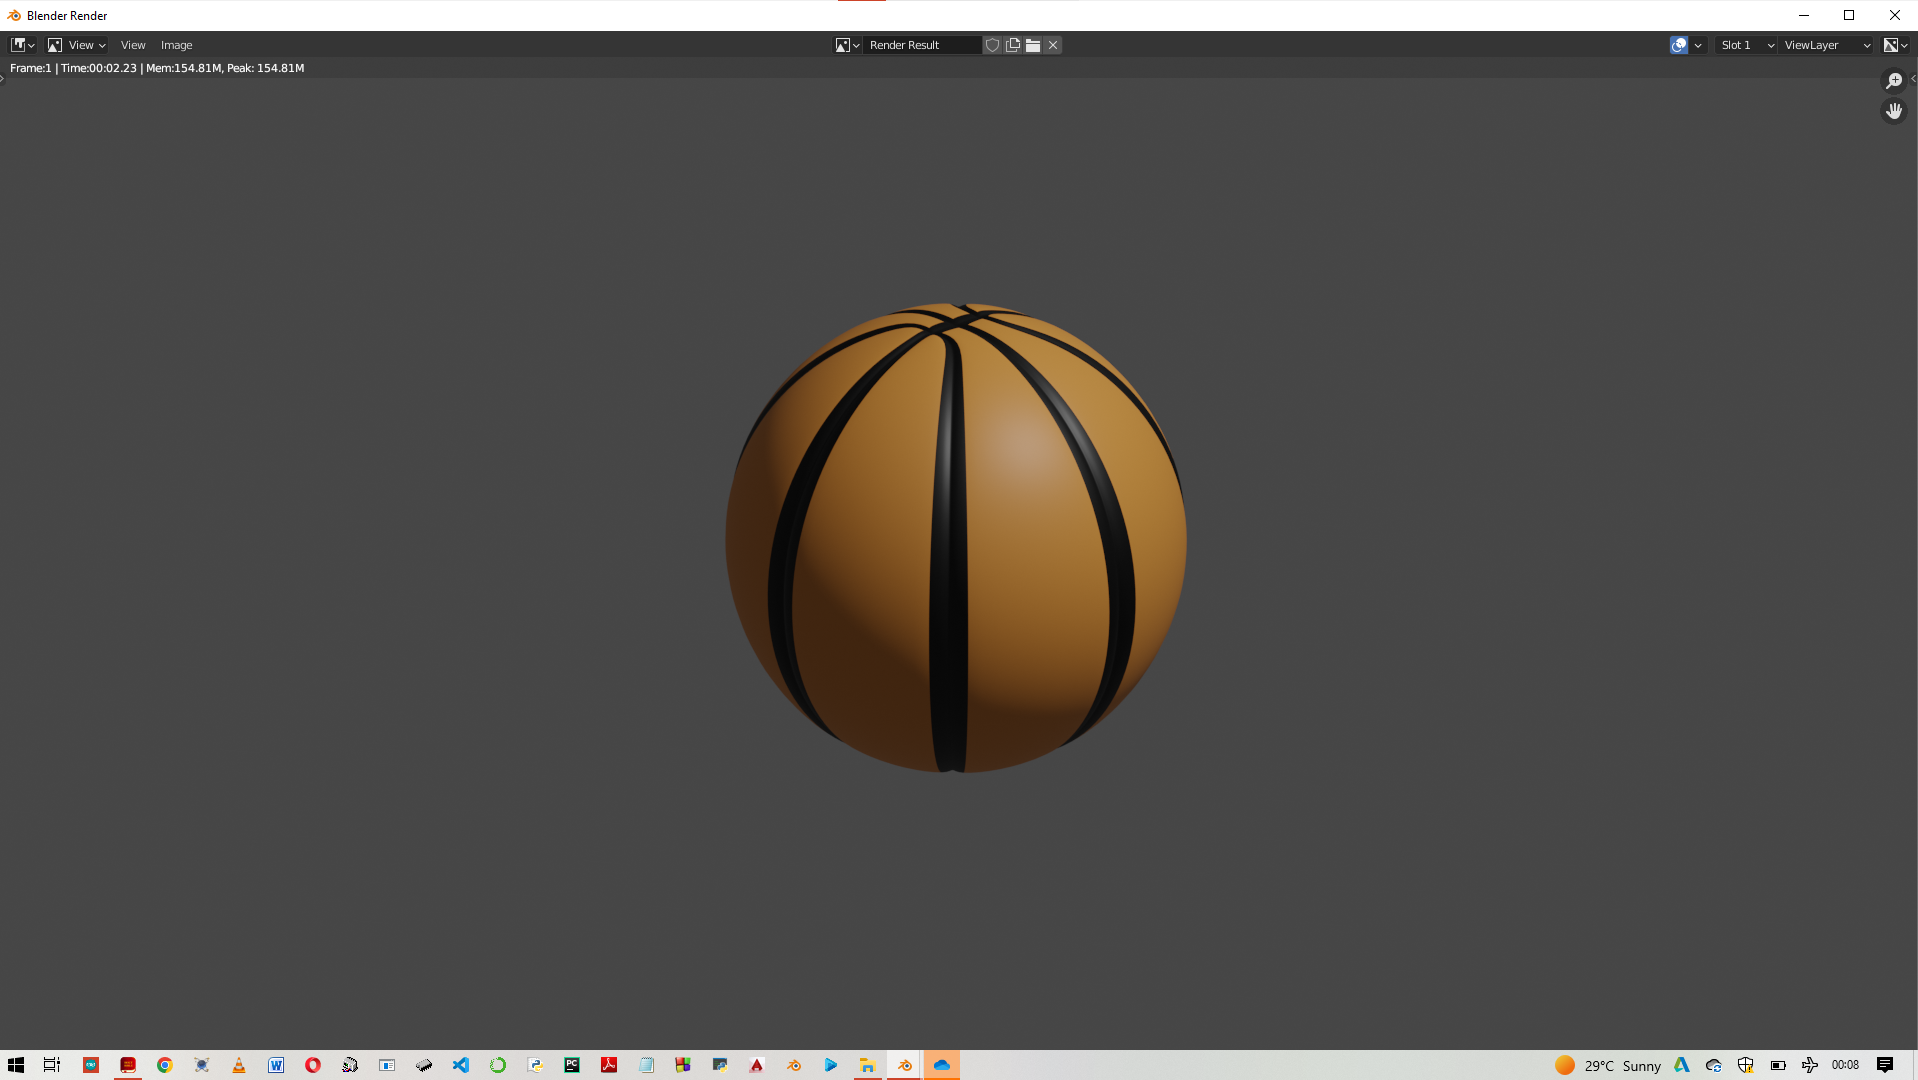 Blender Render
View View Image Render Result Slot 1 ViewLayer
Frame:1 | Time:00:02.23 | Mem:154.81M, Peak: 154.81M
29°C Sunny 00:08